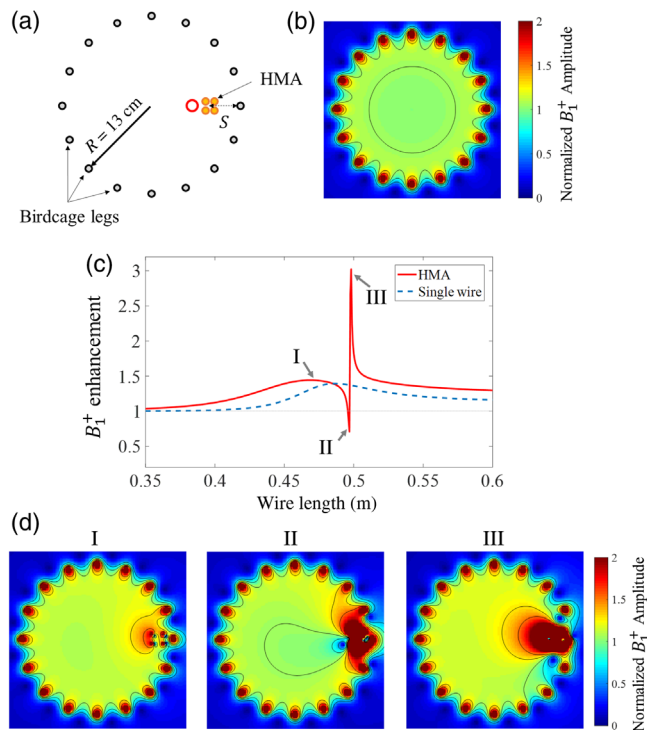 (a)
HMA
S
R = 13 cm
Birdcage legs
(b)
2
1.5
1
0.5
0
Normalized B₁⁺ Amplitude
(c)
3
2.5
2
1.5
1
0.5
B₁⁺ enhancement
HMA
Single wire
I
II
III
0.35
0.4
0.45
0.5
0.55
0.6
Wire length (m)
(d)
I
II
III
2
1.5
1
0.5
0
Normalized B₁⁺ Amplitude